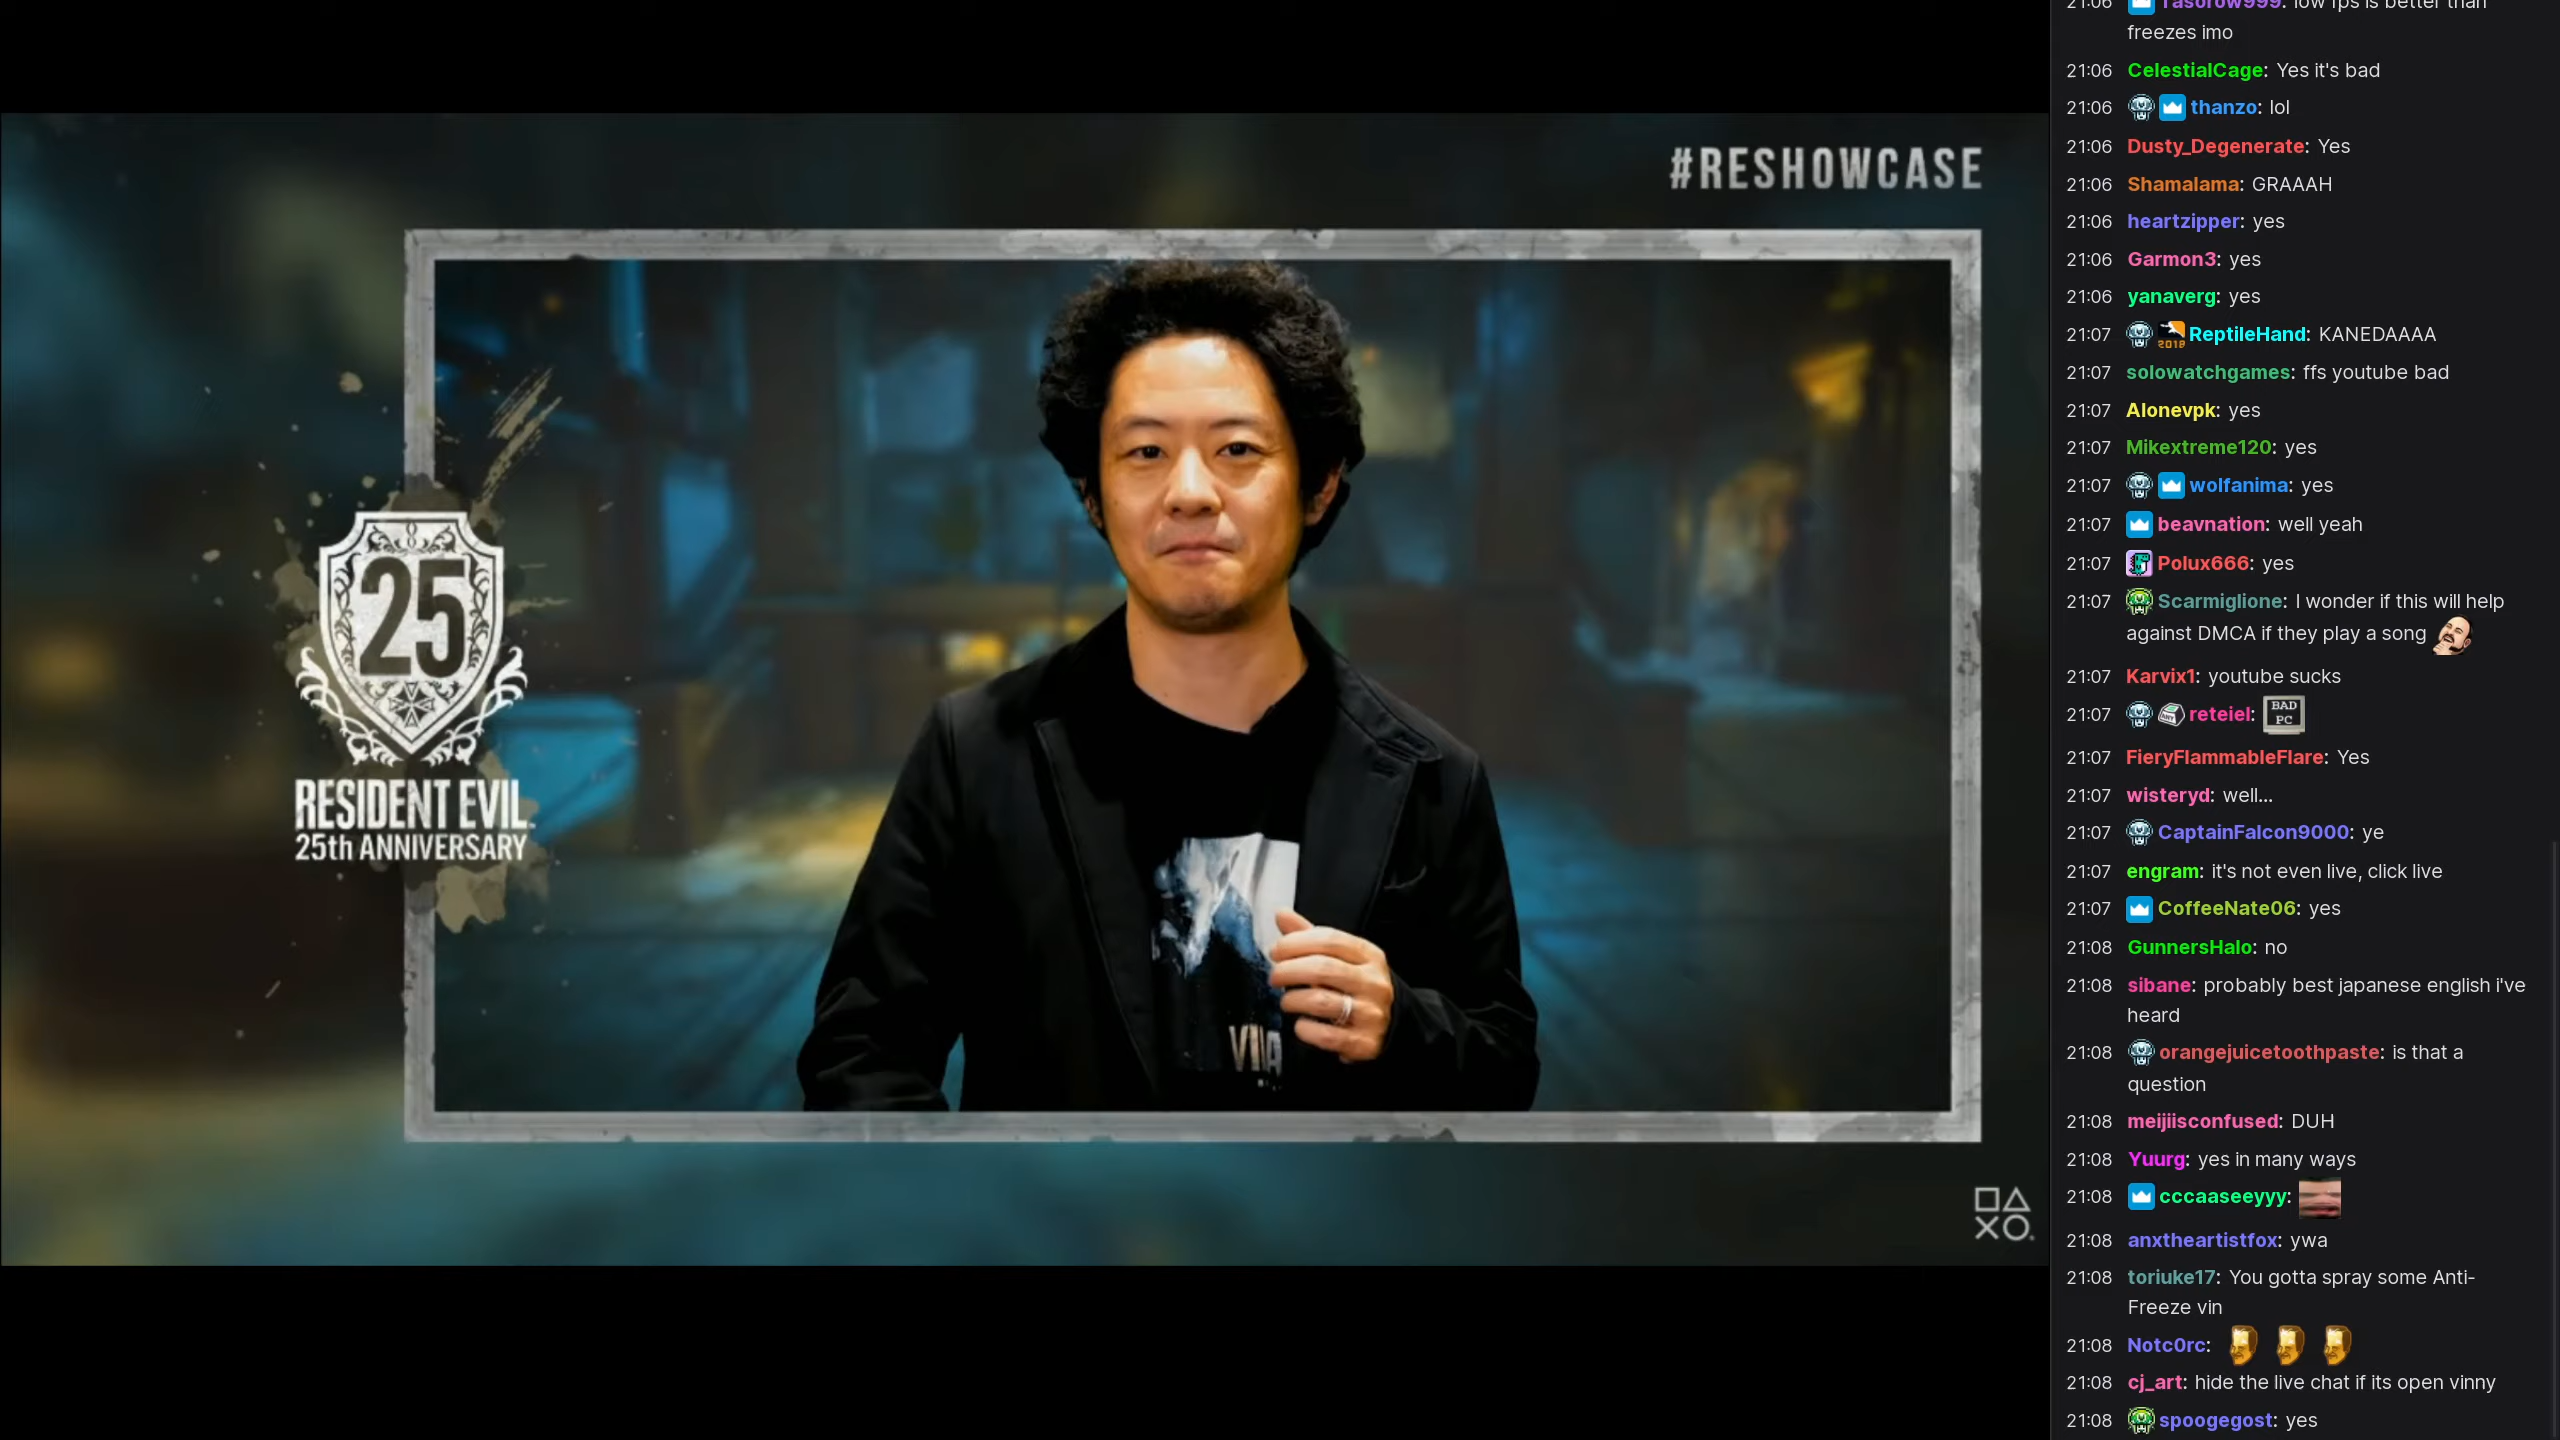 #RESHOWCASE
25
RESIDENT EVIL
25th ANNIVERSARY
freezes imo
21:06 CelestialCage: Yes it's bad
21:06 thanzo: lol
21:06 Dusty_Degenerate: Yes
21:06 Shamalama: GRAAAH
21:06 heartzipper: yes
21:06 Garmon3: yes
21:06 yanaverg: yes
21:07 2018 ReptileHand: KANEDAAAA
21:07 solowatchgames: ffs youtube bad
21:07 Alonevpk: yes
21:07 Mikextreme120: yes
21:07 wolfanima: yes
21:07 beavnation: well yeah
21:07 Polux666: yes
21:07 Scarmiglione: I wonder if this will help
against DMCA if they play a song
21:07 Karvix1: youtube sucks
21:07 reteiel: BAD
PC
21:07 FieryFlammableFlare: Yes
21:07 wisteryd: well...
21:07 CaptainFalcon9000: ye
21:07 engram: it's not even live, click live
21:07 CoffeeNate06: yes
21:08 GunnersHalo: no
21:08 sibane: probably best japanese english i've
heard
21:08 orangejuicetoothpaste: is that a
question
21:08 meijiisconfused: DUH
21:08 Yuurg: yes in many ways
21:08 cccaaseeyyy:
21:08 anxtheartistfox: ywa
21:08 toriuke17: You gotta spray some Anti-
Freeze vin
21:08 Notc0rc:
21:08 cj_art: hide the live chat if its open vinny
21:08 spoogegost: yes